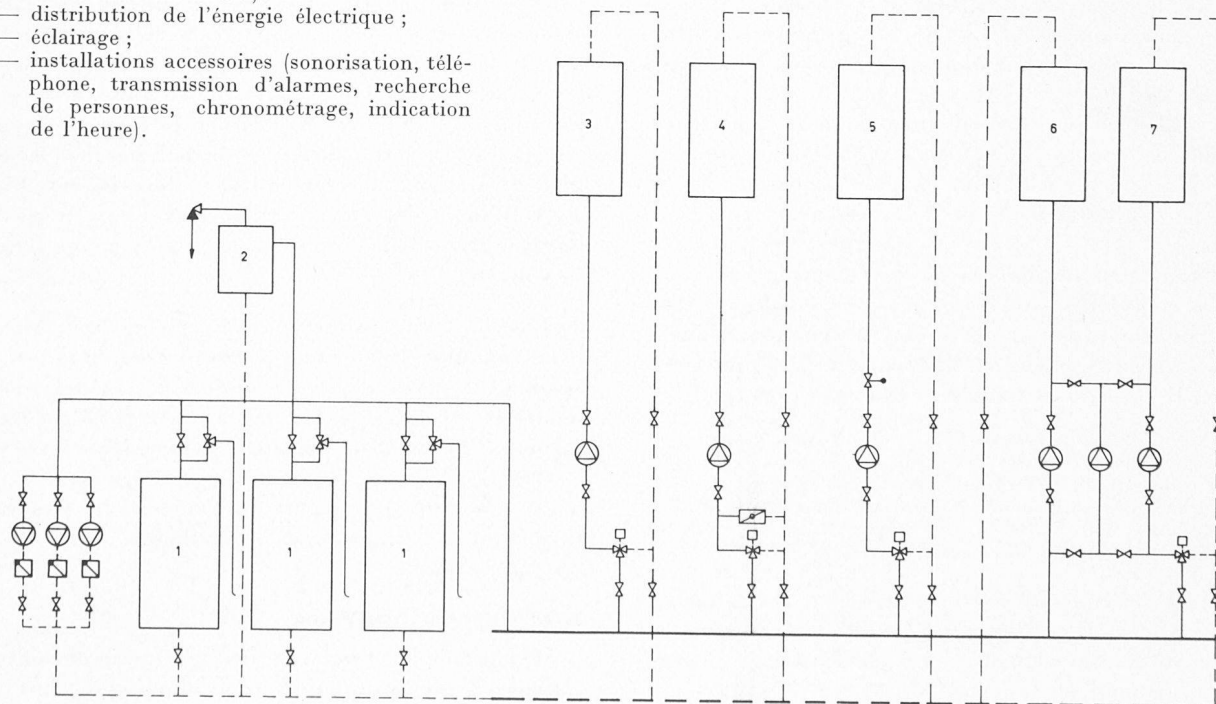 — distribution de l'énergie électrique ;
— éclairage ;
— installations accessoires (sonorisation, télé-
phone, transmission d'alarmes, recherche
de personnes, chronométrage, indication
de l'heure).
3
4
5
6
7
2
1
1
1